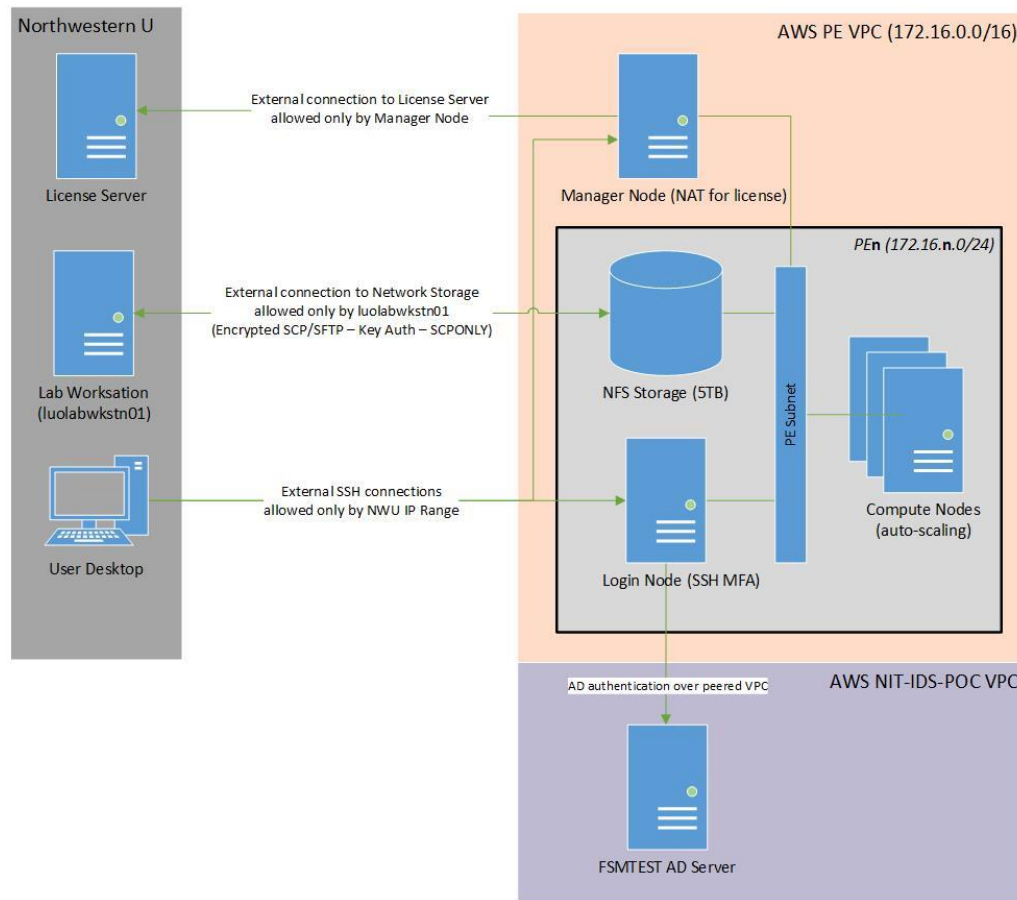 Northwestern U
AWS PE VPC (172.16.0.0/16)
External connection to License Server
allowed only by Manager Node
License Server
Manager Node (NAT for license)
PEn (172.16.n.0/24)
External connection to Network Storage
allowed only by luolabwkstn01
(Encrypted SCP/SFTP – Key Auth – SCPONLY)
Lab Worksation
(luolabwkstn01)
NFS Storage (5TB)
PE Subnet
External SSH connections
allowed only by NWU IP Range
Compute Nodes
(auto-scaling)
User Desktop
Login Node (SSH MFA)
AD authentication over peered VPC
AWS NIT-IDS-POC VPC
FSMTEST AD Server